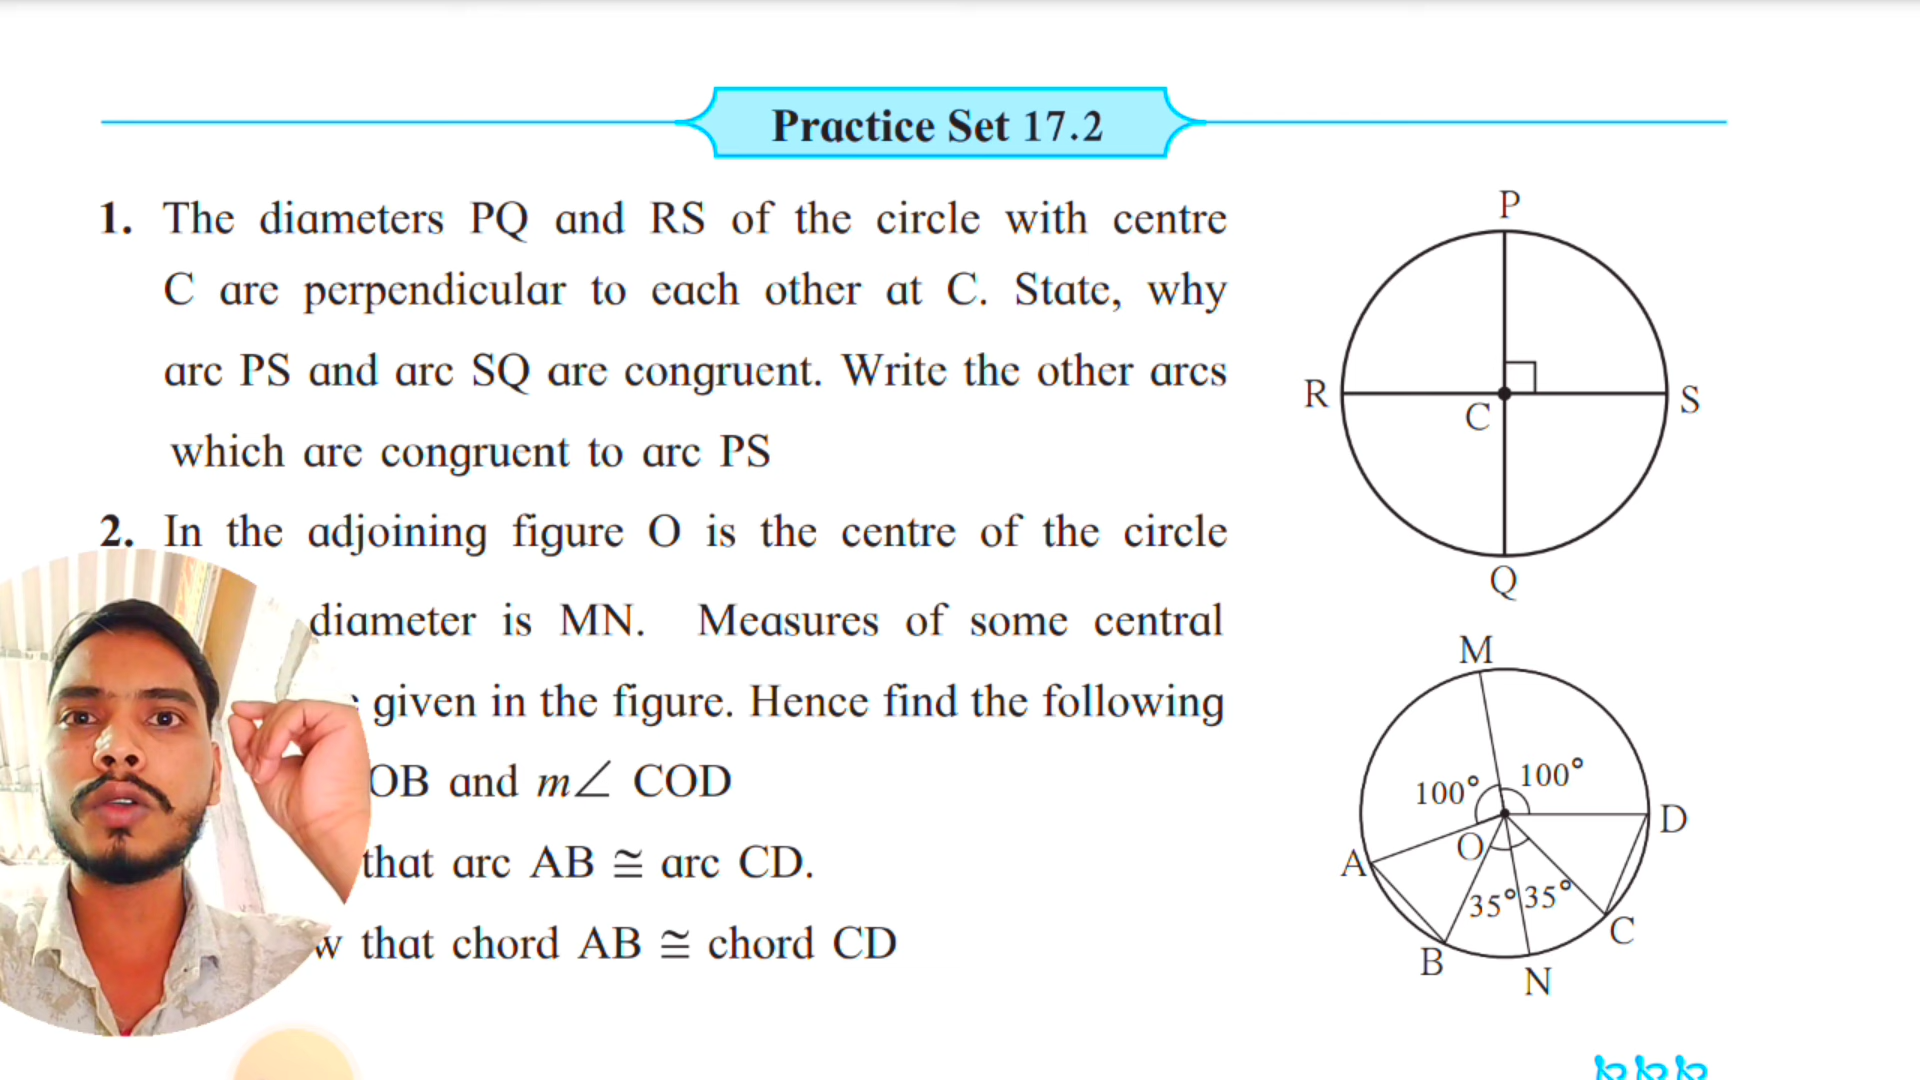 Practice Set 17.2
1. The diameters PQ and RS of the circle with centre
C are perpendicular to each other at C. State, why
arc PS and arc SQ are congruent. Write the other arcs
which are congruent to arc PS
2. In the adjoining figure O is the centre of the circle
diameter is MN. Measures of some central
given in the figure. Hence find the following
OB and m∠ COD
that arc AB ≅ arc CD.
w that chord AB ≅ chord CD
P
R
C
S
Q
M
100°
100°
O
D
A
35°
35°
C
B
N